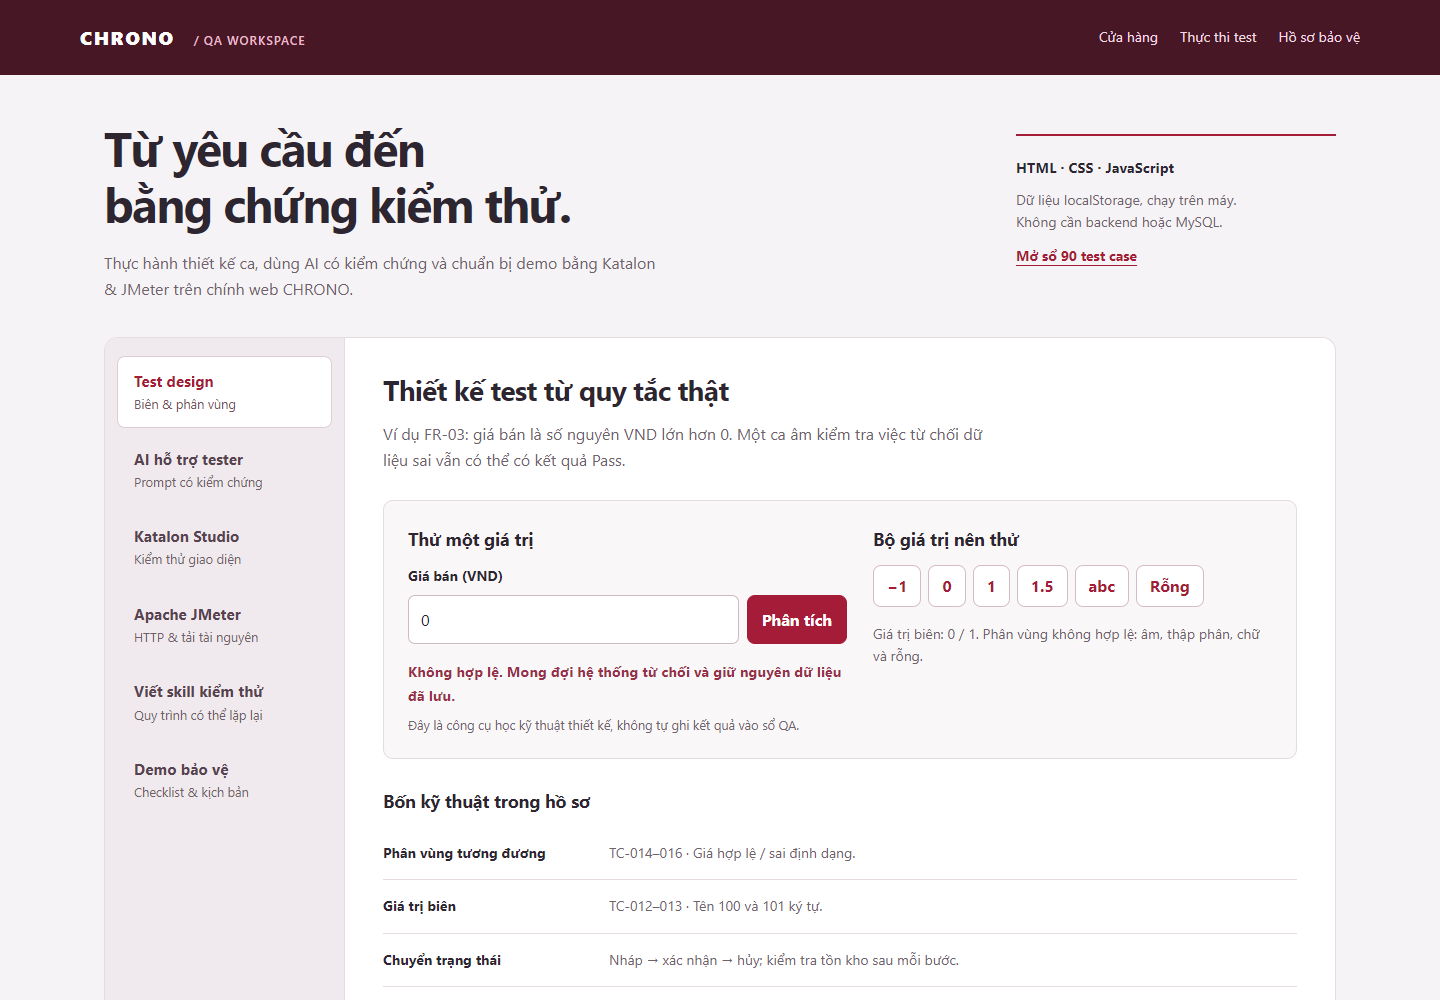 CHRONO / QA WORKSPACE
Cửa hàng Thực thi test Hồ sơ bảo vệ
Từ yêu cầu đến
bằng chứng kiểm thử.
Thực hành thiết kế ca, dùng AI có kiểm chứng và chuẩn bị demo bằng Katalon
& JMeter trên chính web CHRONO.
HTML · CSS · JavaScript
Dữ liệu localStorage, chạy trên máy.
Không cần backend hoặc MySQL.
Mở sổ 90 test case
Test design
Biên & phân vùng
AI hỗ trợ tester
Prompt có kiểm chứng
Katalon Studio
Kiểm thử giao diện
Apache JMeter
HTTP & tải tài nguyên
Viết skill kiểm thử
Quy trình có thể lặp lại
Demo bảo vệ
Checklist & kịch bản
Thiết kế test từ quy tắc thật
Ví dụ FR-03: giá bán là số nguyên VND lớn hơn 0. Một ca âm kiểm tra việc từ chối dữ
liệu sai vẫn có thể có kết quả Pass.
Thử một giá trị
Giá bán (VND)
0
Phân tích
Không hợp lệ. Mong đợi hệ thống từ chối và giữ nguyên dữ liệu
đã lưu.
Đây là công cụ học kỹ thuật thiết kế, không tự ghi kết quả vào sổ QA.
Bộ giá trị nên thử
−1 0 1 1.5 abc Rỗng
Giá trị biên: 0 / 1. Phân vùng không hợp lệ: âm, thập phân, chữ
và rỗng.
Bốn kỹ thuật trong hồ sơ
Phân vùng tương đương TC-014–016 · Giá hợp lệ / sai định dạng.
Giá trị biên TC-012–013 · Tên 100 và 101 ký tự.
Chuyển trạng thái Nháp → xác nhận → hủy; kiểm tra tồn kho sau mỗi bước.